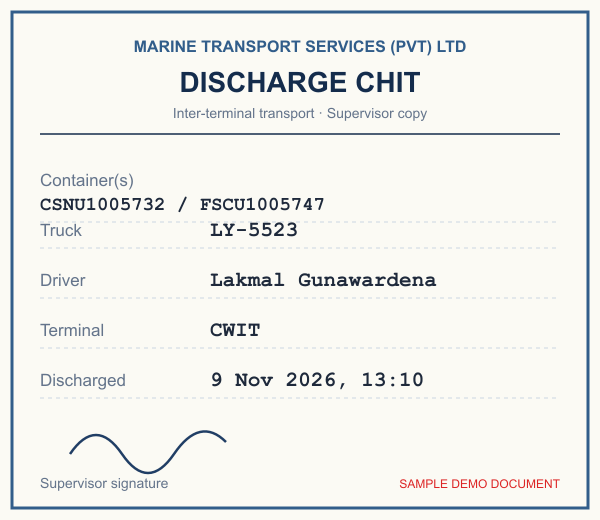 MARINE TRANSPORT SERVICES (PVT) LTD
DISCHARGE CHIT
Inter-terminal transport · Supervisor copy
Container(s)
CSNU1005732 / FSCU1005747
Truck LY-5523
Driver Lakmal Gunawardena
Terminal CWIT
Discharged 9 Nov 2026, 13:10
Supervisor signature SAMPLE DEMO DOCUMENT